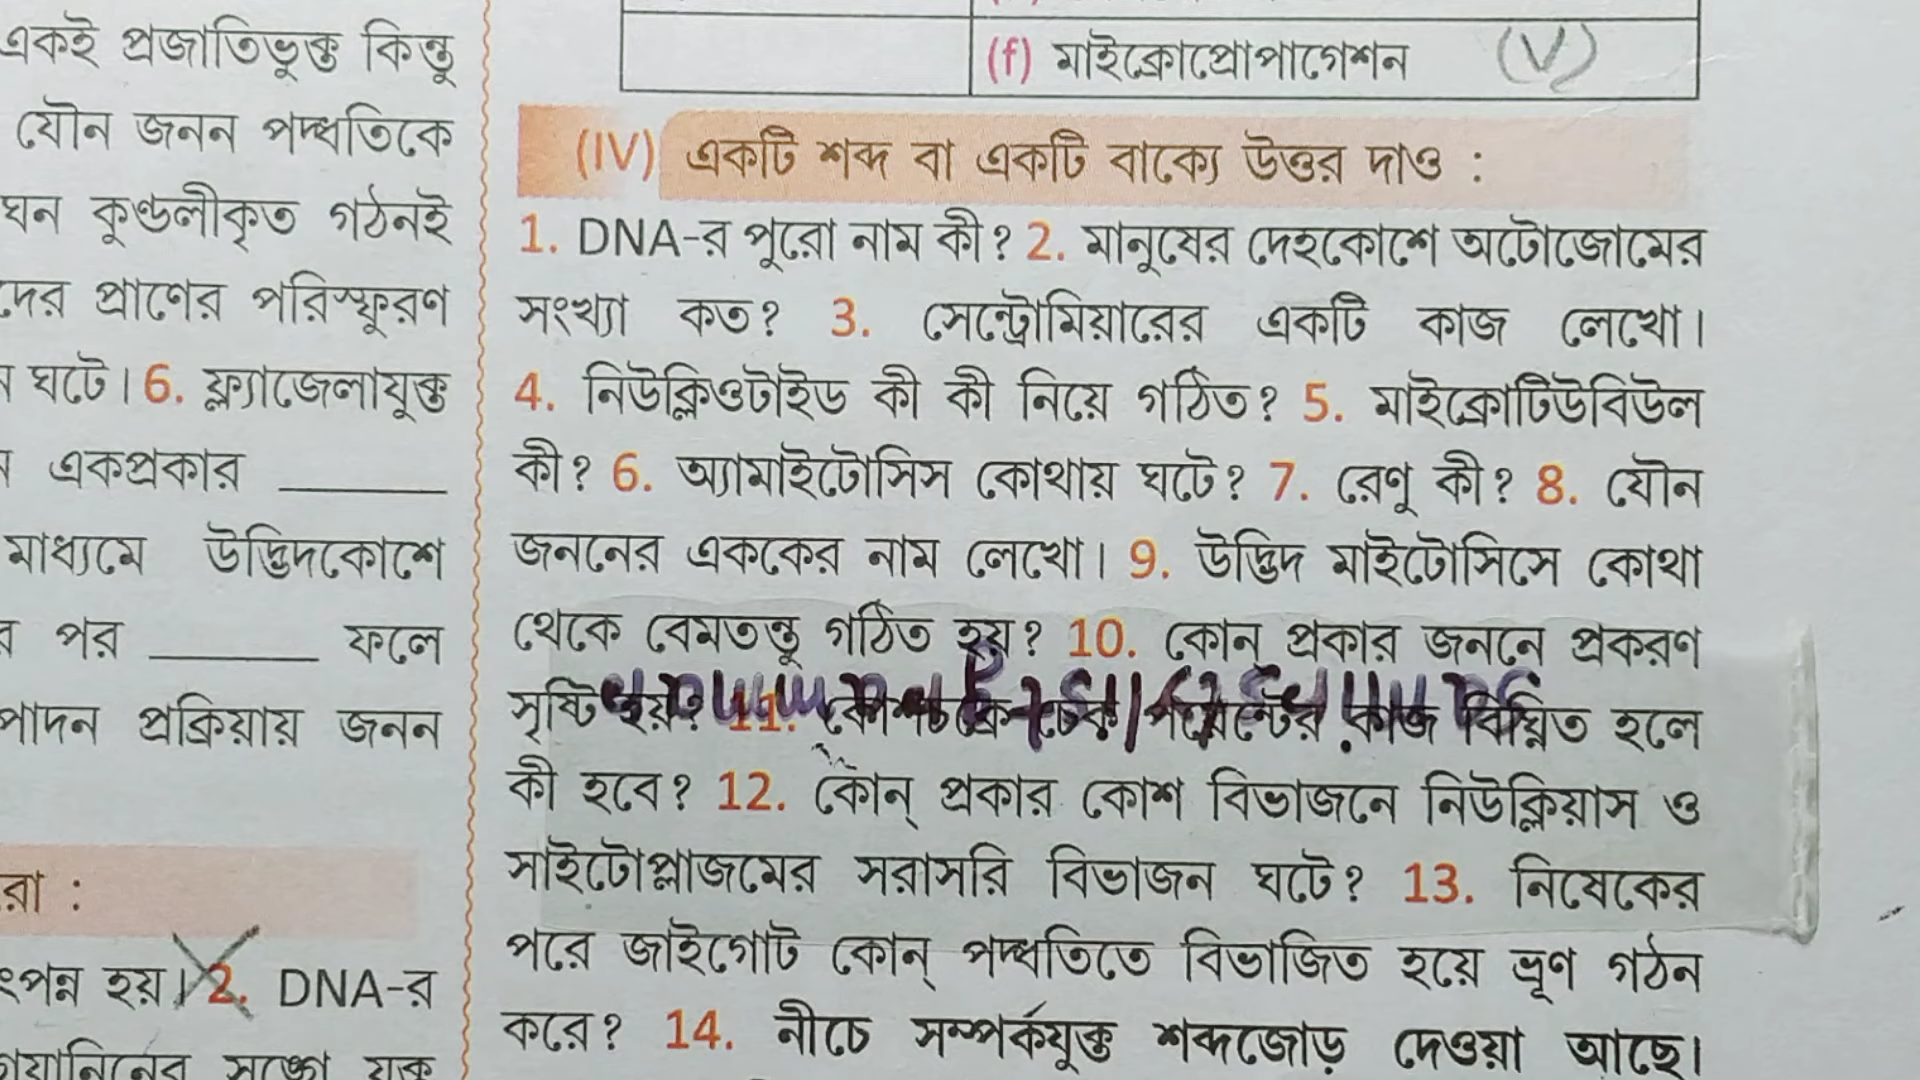 একই প্রজাতিভুক্ত কিন্তু
যৌন জনন পদ্ধতিকে
ঘন কুণ্ডলীকৃত গঠনই
দের প্রাণের পরিস্ফুরণ
ঘটে। 6. ফ্ল্যাজেলাযুক্ত
একপ্রকার ______
মাধ্যমে উদ্ভিদকোশে
র পর ______ ফলে
পাদন প্রক্রিয়ায় জনন
রা :
ৎপন্ন হয়। 2. DNA-র
(f) মাইক্রোপ্রোপাগেশন (V)
(IV) একটি শব্দ বা একটি বাক্যে উত্তর দাও :
1. DNA-র পুরো নাম কী? 2. মানুষের দেহকোশে অটোজোমের
সংখ্যা কত? 3. সেন্ট্রোমিয়ারের একটি কাজ লেখো।
4. নিউক্লিওটাইড কী কী নিয়ে গঠিত? 5. মাইক্রোটিউবিউল
কী? 6. অ্যামাইটোসিস কোথায় ঘটে? 7. রেণু কী? 8. যৌন
জননের এককের নাম লেখো। 9. উদ্ভিদ মাইটোসিসে কোথা
থেকে বেমতন্তু গঠিত হয়? 10. কোন্ প্রকার জননে প্রকরণ
সৃষ্টি হয়? 11. কাজ বিঘ্নিত হলে
কী হবে? 12. কোন্ প্রকার কোশ বিভাজনে নিউক্লিয়াস ও
সাইটোপ্লাজমের সরাসরি বিভাজন ঘটে? 13. নিষেকের
পরে জাইগোট কোন্ পদ্ধতিতে বিভাজিত হয়ে ভ্রূণ গঠন
করে? 14. নীচে সম্পর্কযুক্ত শব্দজোড় দেওয়া আছে।